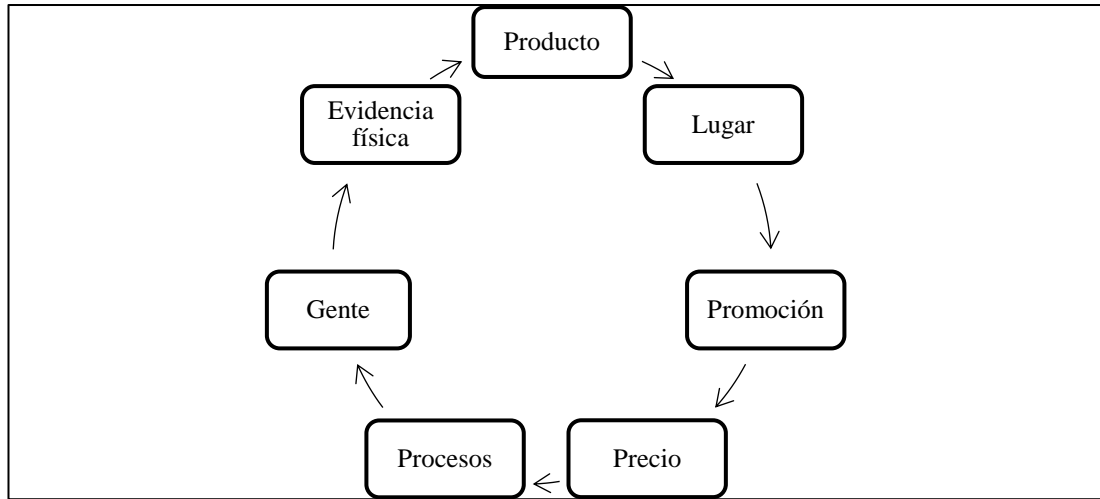 Producto
Lugar
Promoción
Precio
Procesos
Gente
Evidencia
física